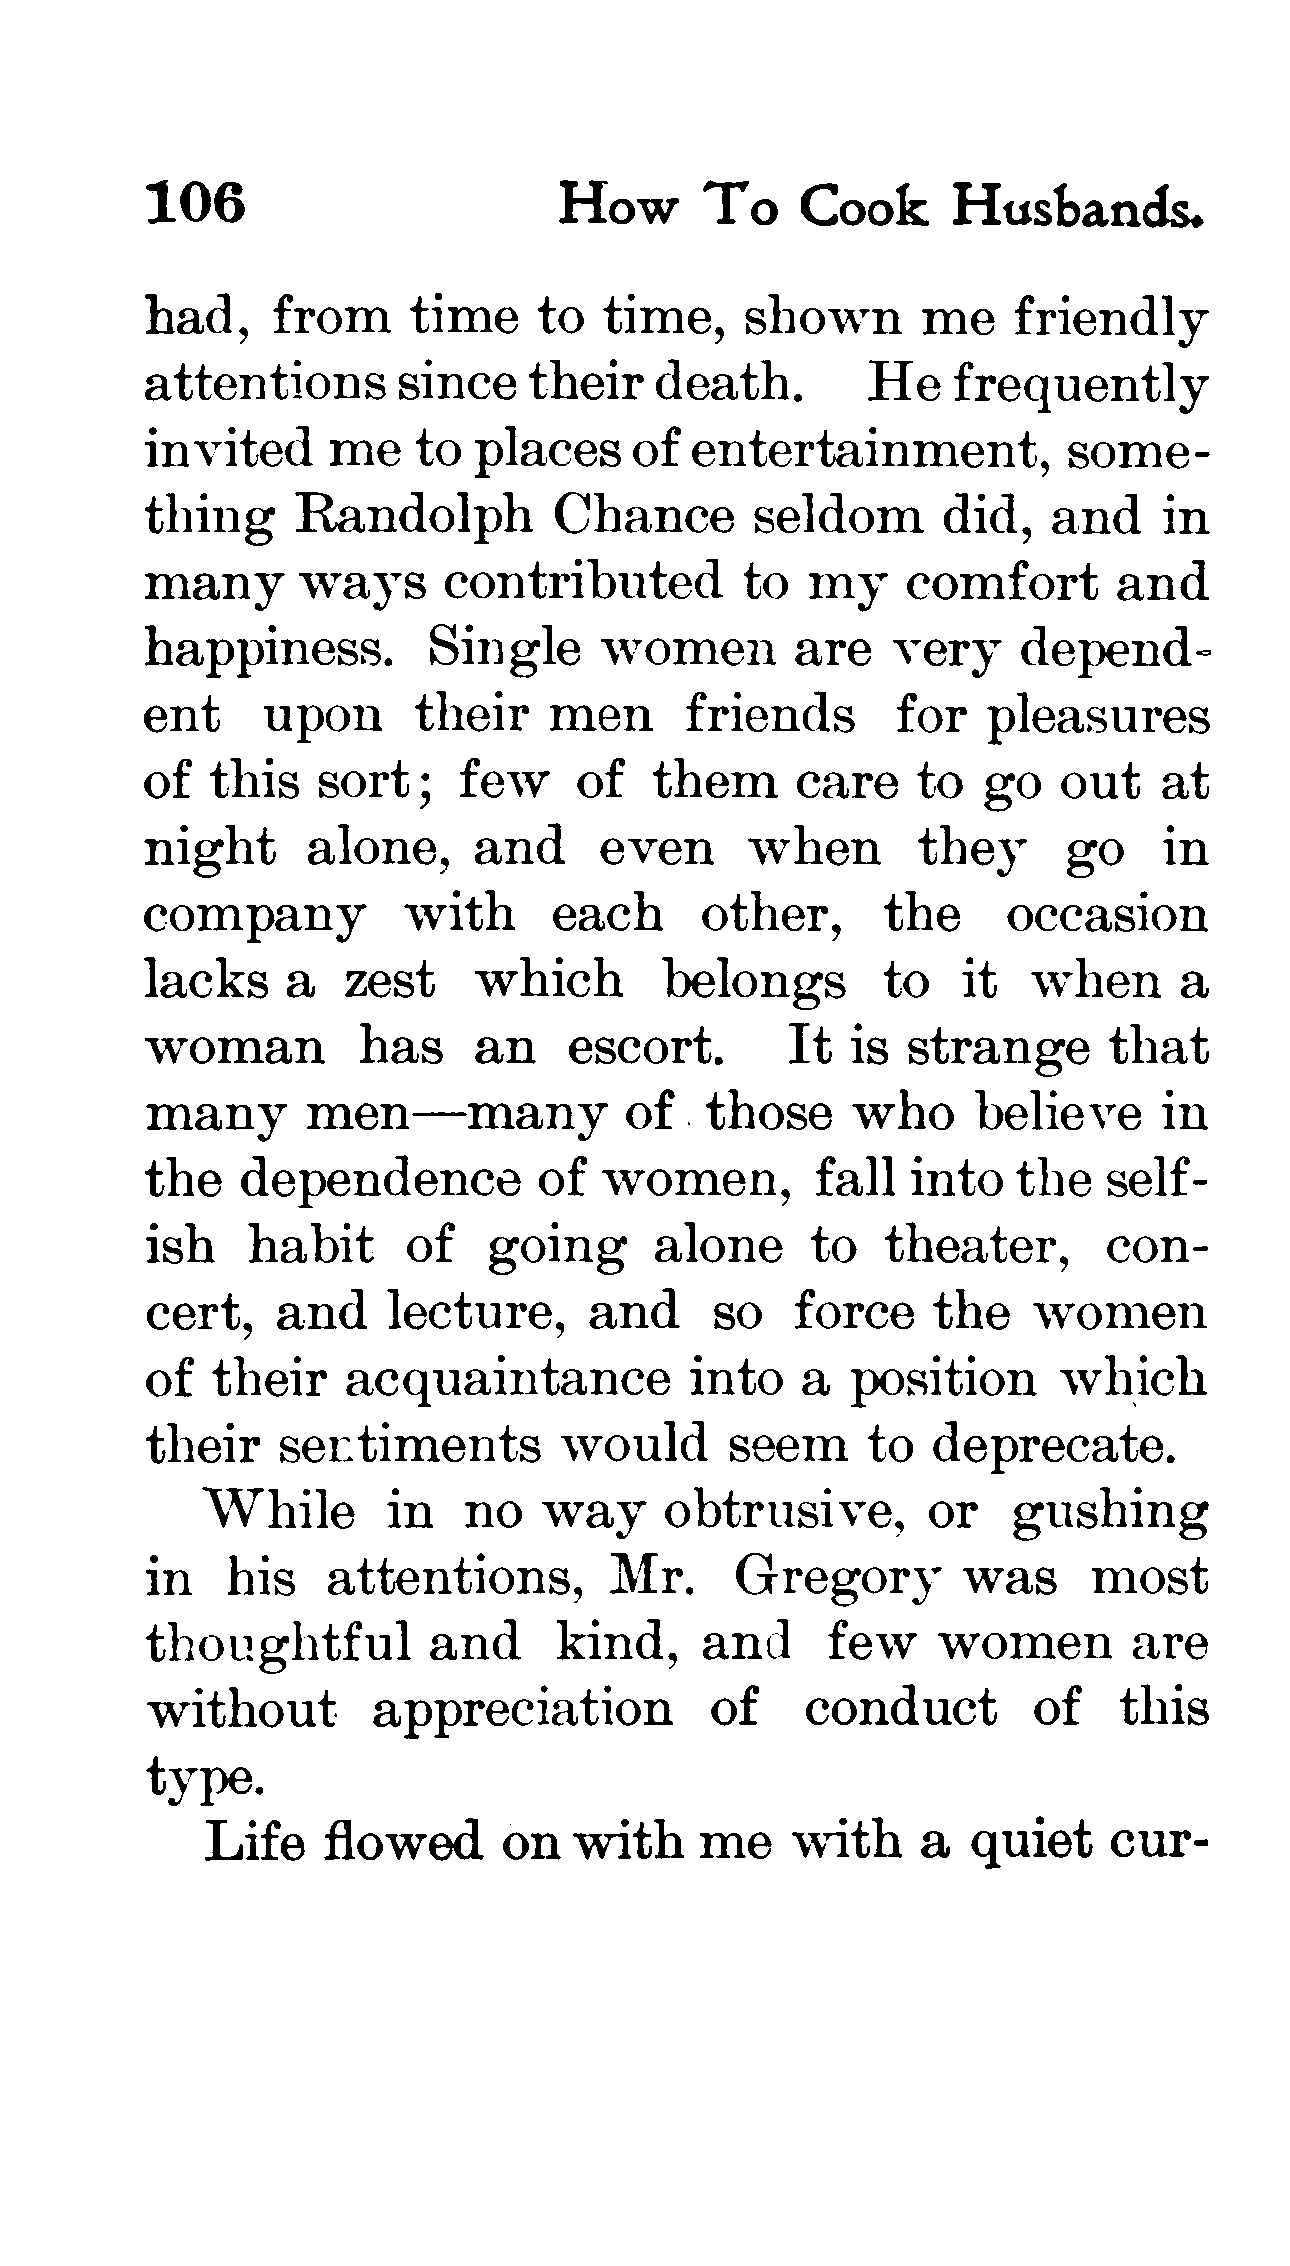 106 How To Cook Husbands.
had, from time to time, shown me friendly
attentions since their death. He frequently
invited me to places of entertainment, some-
thing Randolph Chance seldom did, and in
many ways contributed to my comfort and
happiness. Single women are very depend-
ent upon their men friends for pleasures
of this sort; few of them care to go out at
night alone, and even when they go in
company with each other, the occasion
lacks a zest which belongs to it when a
woman has an escort. It is strange that
many men—many of those who believe in
the dependence of women, fall into the self-
ish habit of going alone to theater, con-
cert, and lecture, and so force the women
of their acquaintance into a position which
their sentiments would seem to deprecate.
While in no way obtrusive, or gushing
in his attentions, Mr. Gregory was most
thoughtful and kind, and few women are
without appreciation of conduct of this
type.
Life flowed on with me with a quiet cur-